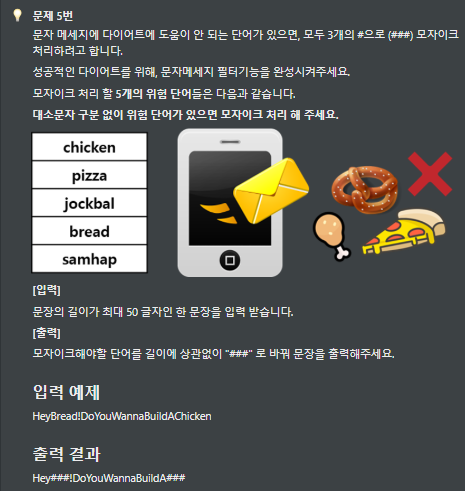 문제 5번
문자 메세지에 다이어트에 도움이 안 되는 단어가 있으면, 모두 3개의 #으로 (###) 모자이크
처리하려고 합니다.
성공적인 다이어트를 위해, 문자메세지 필터기능을 완성시켜주세요.
모자이크 처리 할 5개의 위험 단어들은 다음과 같습니다.
대소문자 구분 없이 위험 단어가 있으면 모자이크 처리 해 주세요.
chicken
pizza
jockbal
bread
samhap
[입력]
문장의 길이가 최대 50 글자인 한 문장을 입력 받습니다.
[출력]
모자이크해야할 단어를 길이에 상관없이 "###" 로 바꿔 문장을 출력해주세요.
입력 예제
HeyBread!DoYouWannaBuildAChicken
출력 결과
Hey###!DoYouWannaBuildA###